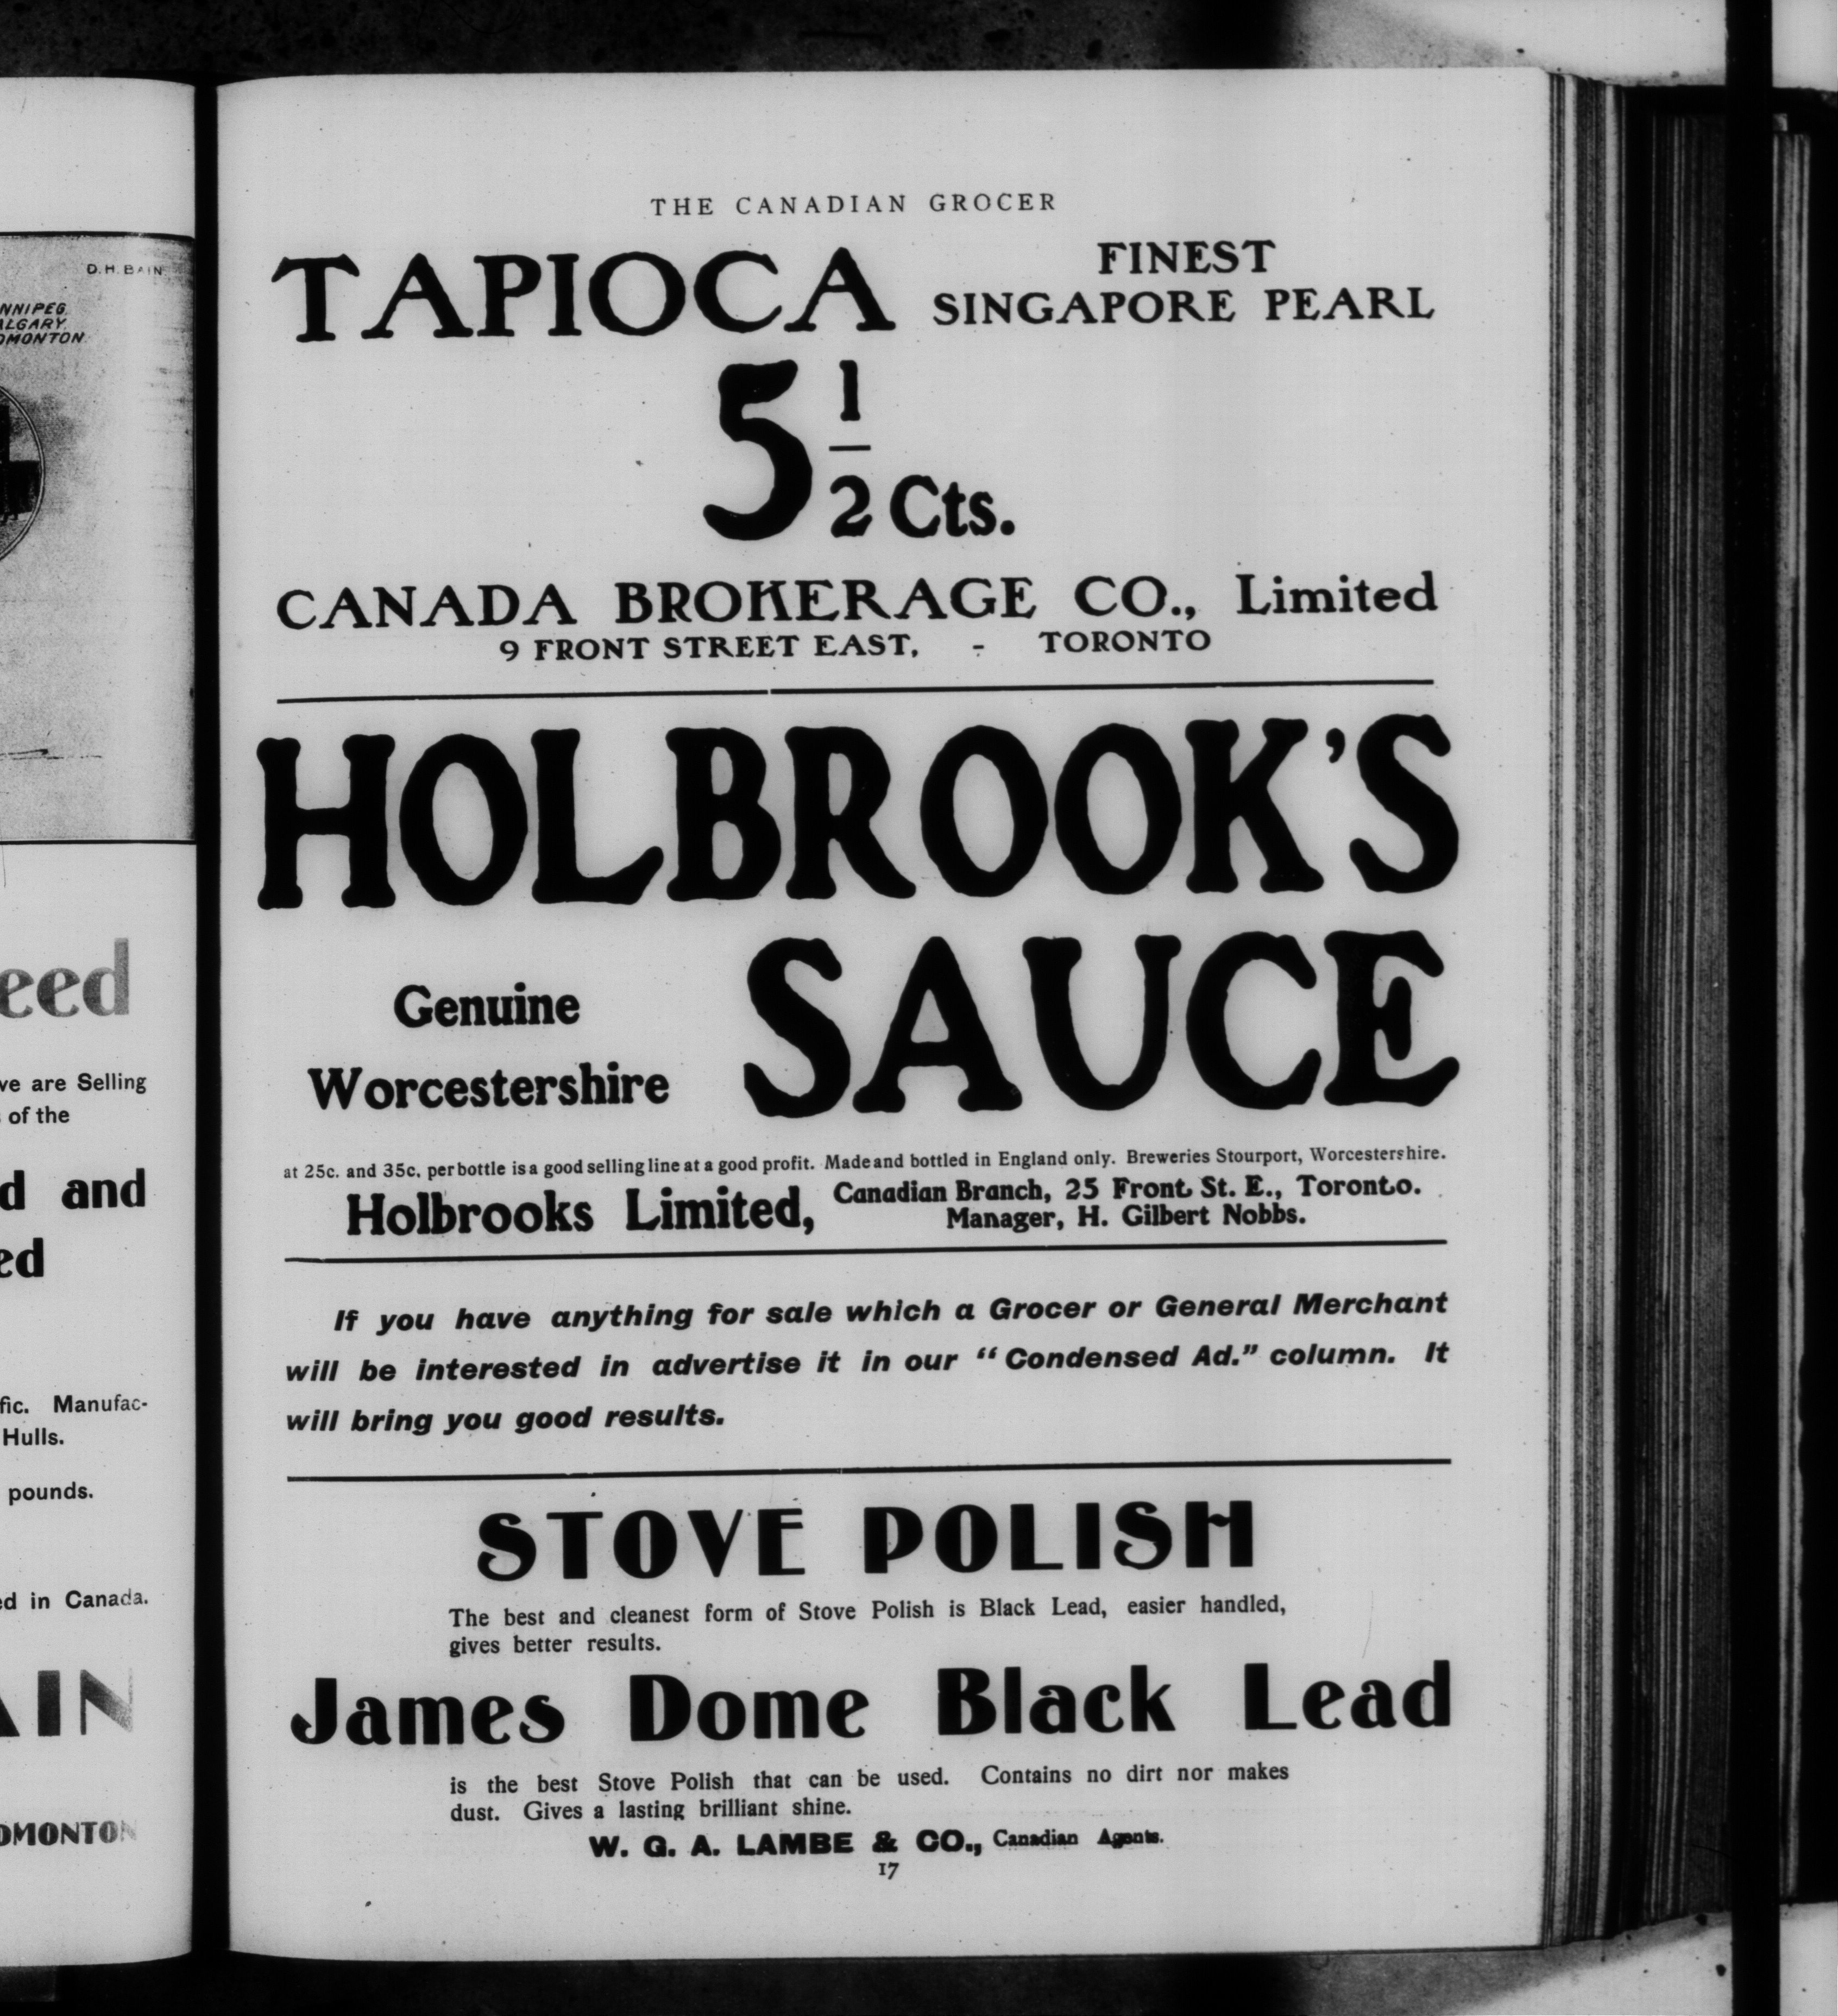 D. H. BAIN
NNIPEG
ALGARY
DMONTON
eed
ve are Selling
of the
d and
ed
fic. Manufac-
Hulls.
pounds.
ed in Canada.
AIN
DMONTON
THE CANADIAN GROCER
TAPIOCA FINEST
SINGAPORE PEARL
5 1/2 Cts.
CANADA BROKERAGE CO., Limited
9 FRONT STREET EAST, - TORONTO
HOLBROOK'S
Genuine
Worcestershire
SAUCE
at 25c. and 35c. per bottle is a good selling line at a good profit. Made and bottled in England only. Breweries Stourport, Worcestershire.
Holbrooks Limited, Canadian Branch, 25 Front St. E., Toronto.
Manager, H. Gilbert Nobbs.
If you have anything for sale which a Grocer or General Merchant
will be interested in advertise it in our "Condensed Ad." column. It
will bring you good results.
STOVE POLISH
The best and cleanest form of Stove Polish is Black Lead, easier handled,
gives better results.
James Dome Black Lead
is the best Stove Polish that can be used. Contains no dirt nor makes
dust. Gives a lasting brilliant shine.
W. G. A. LAMBE & CO., Canadian Agents.
17